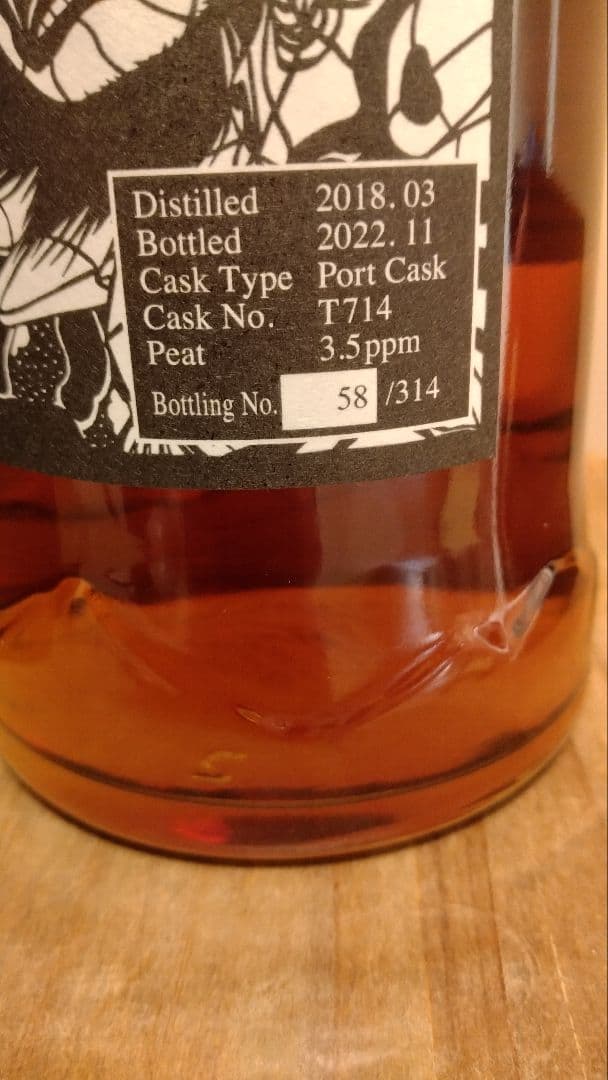 Distilled 2018.03
Bottled 2022.11
Cask Type Port Cask
Cask No. T714
Peat 3.5ppm
Bottling No. 58 /314